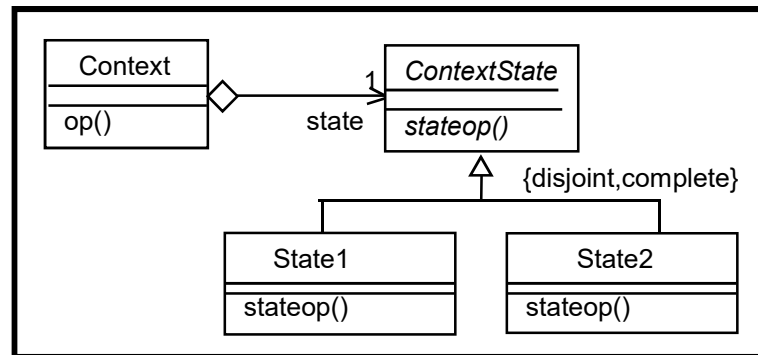 Context
op()
1
state
ContextState
stateop()
{disjoint,complete}
State1
stateop()
State2
stateop()